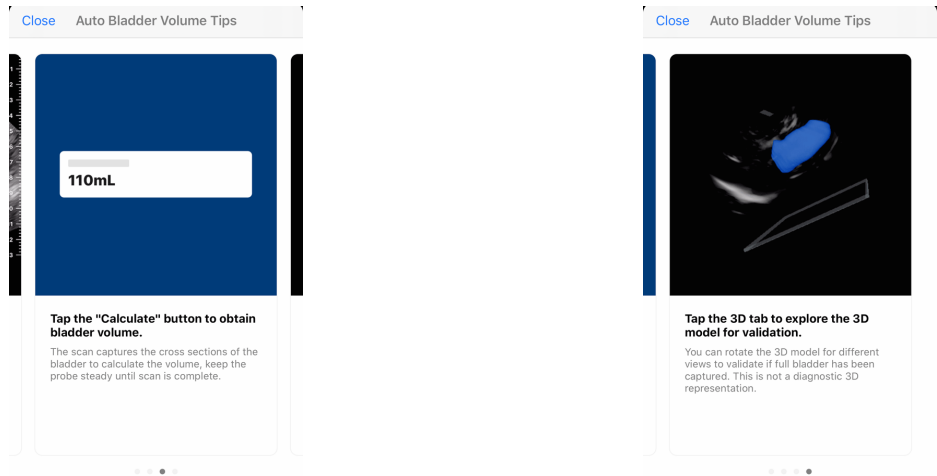 Close Auto Bladder Volume Tips
110mL
Tap the "Calculate" button to obtain
bladder volume.
The scan captures the cross sections of the
bladder to calculate the volume, keep the
probe steady until scan is complete.
Close Auto Bladder Volume Tips
Tap the 3D tab to explore the 3D
model for validation.
You can rotate the 3D model for different
views to validate if full bladder has been
captured. This is not a diagnostic 3D
representation.